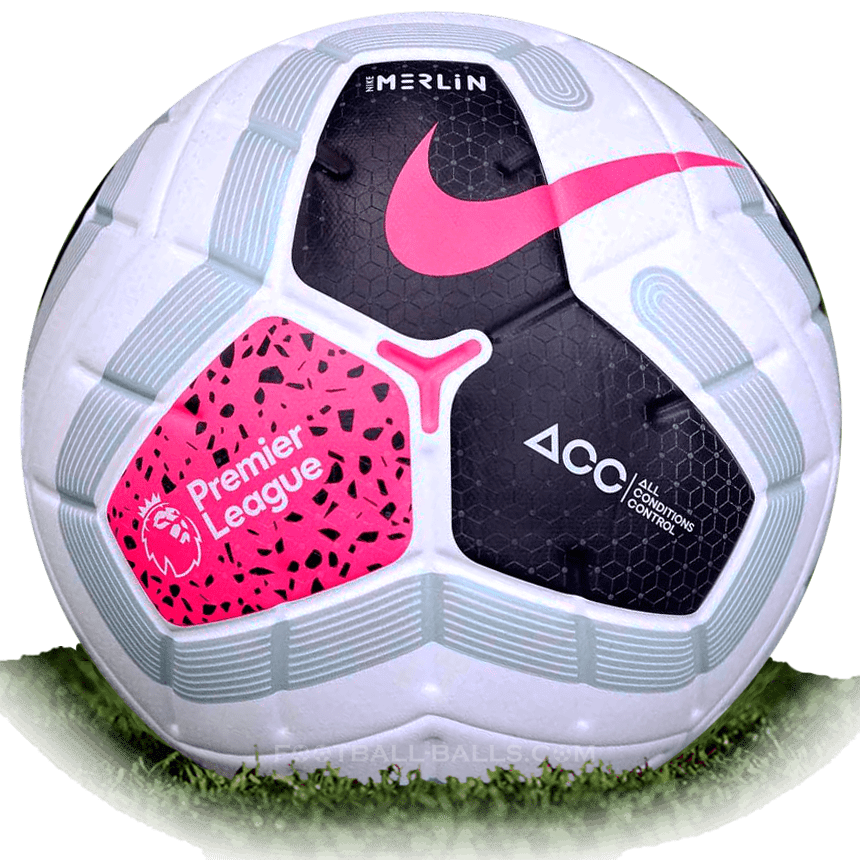 NIKE MERLIN
Premier
League
ACC
ALL
CONDITIONS
CONTROL
FOOTBALL-BALLS.COM